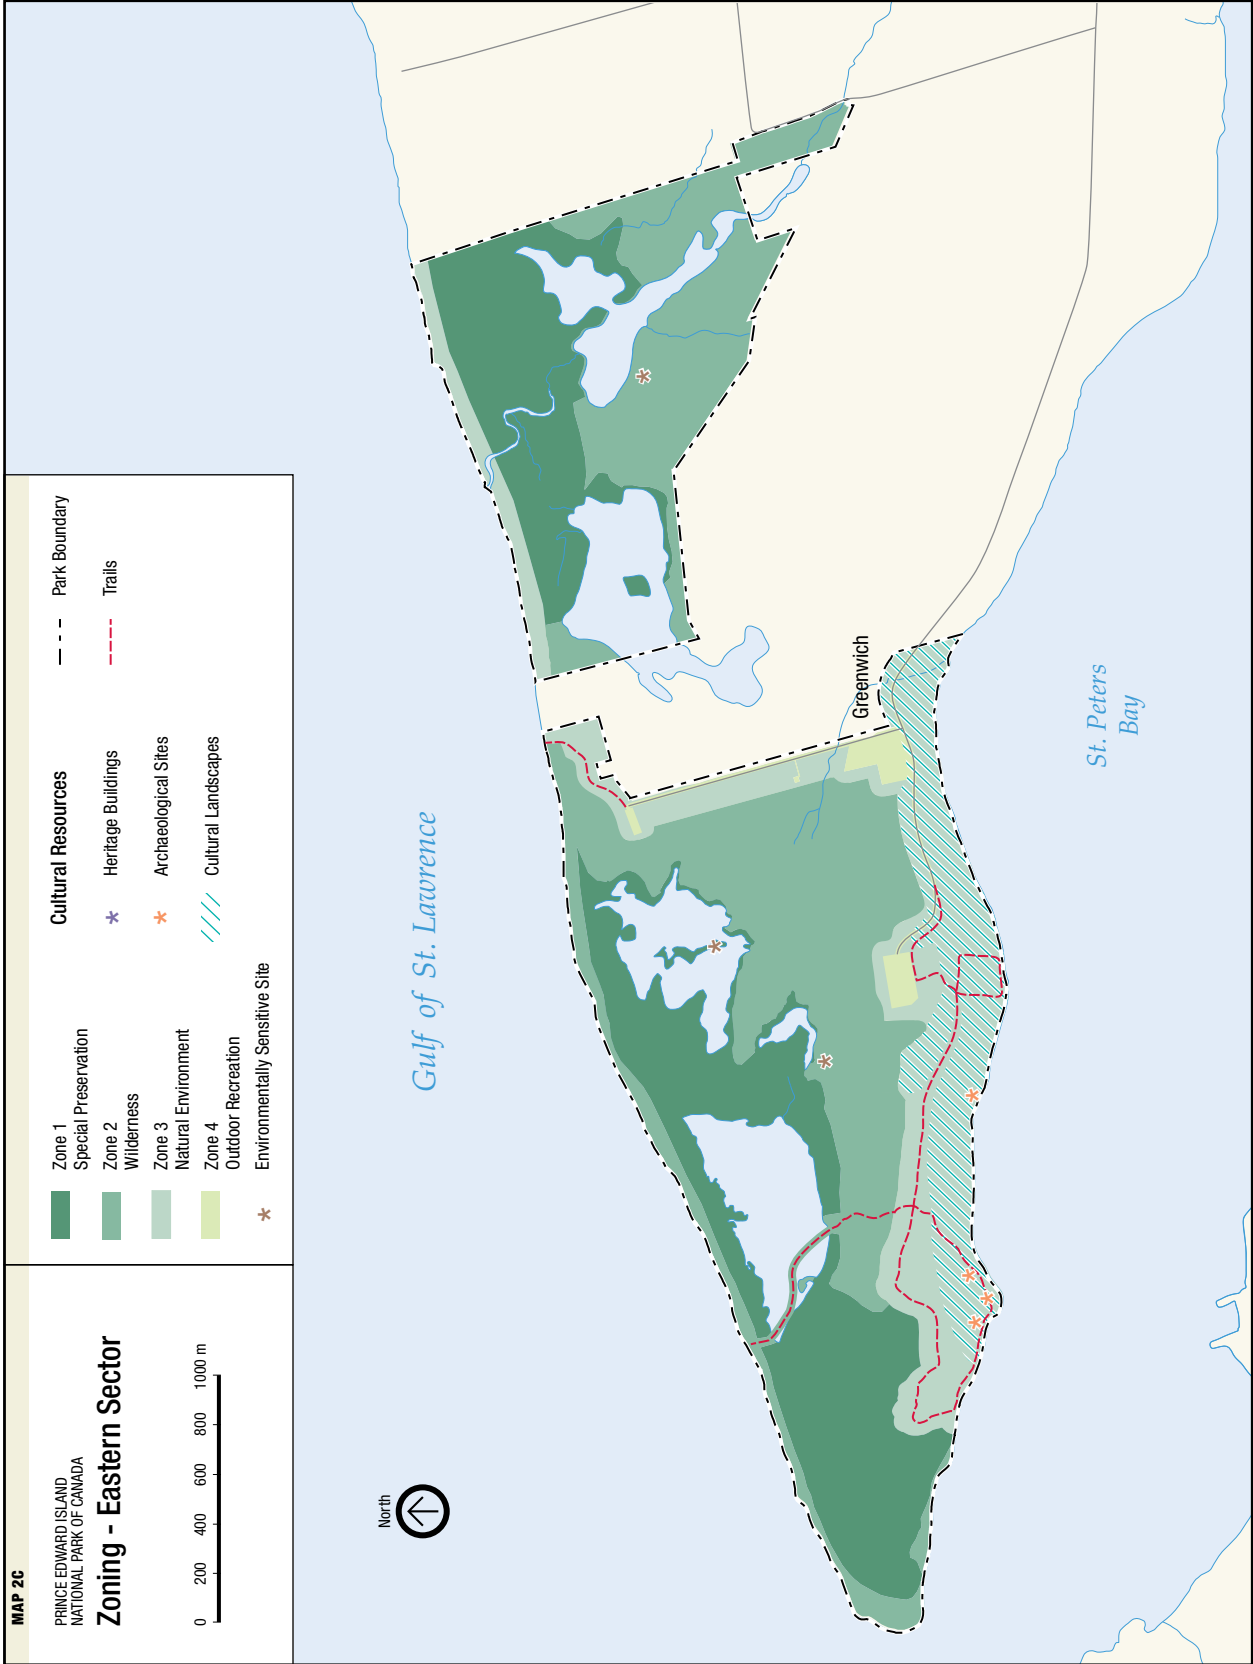 MAP 2C
PRINCE EDWARD ISLAND
NATIONAL PARK OF CANADA
Zoning - Eastern Sector
0 200 400 600 800 1000 m
Zone 1
Special Preservation
Zone 2
Wilderness
Zone 3
Natural Environment
Zone 4
Outdoor Recreation
Environmentally Sensitive Site
Cultural Resources
Heritage Buildings
Archaeological Sites
Cultural Landscapes
Park Boundary
Trails
North
Gulf of St. Lawrence
Greenwich
St. Peters
Bay